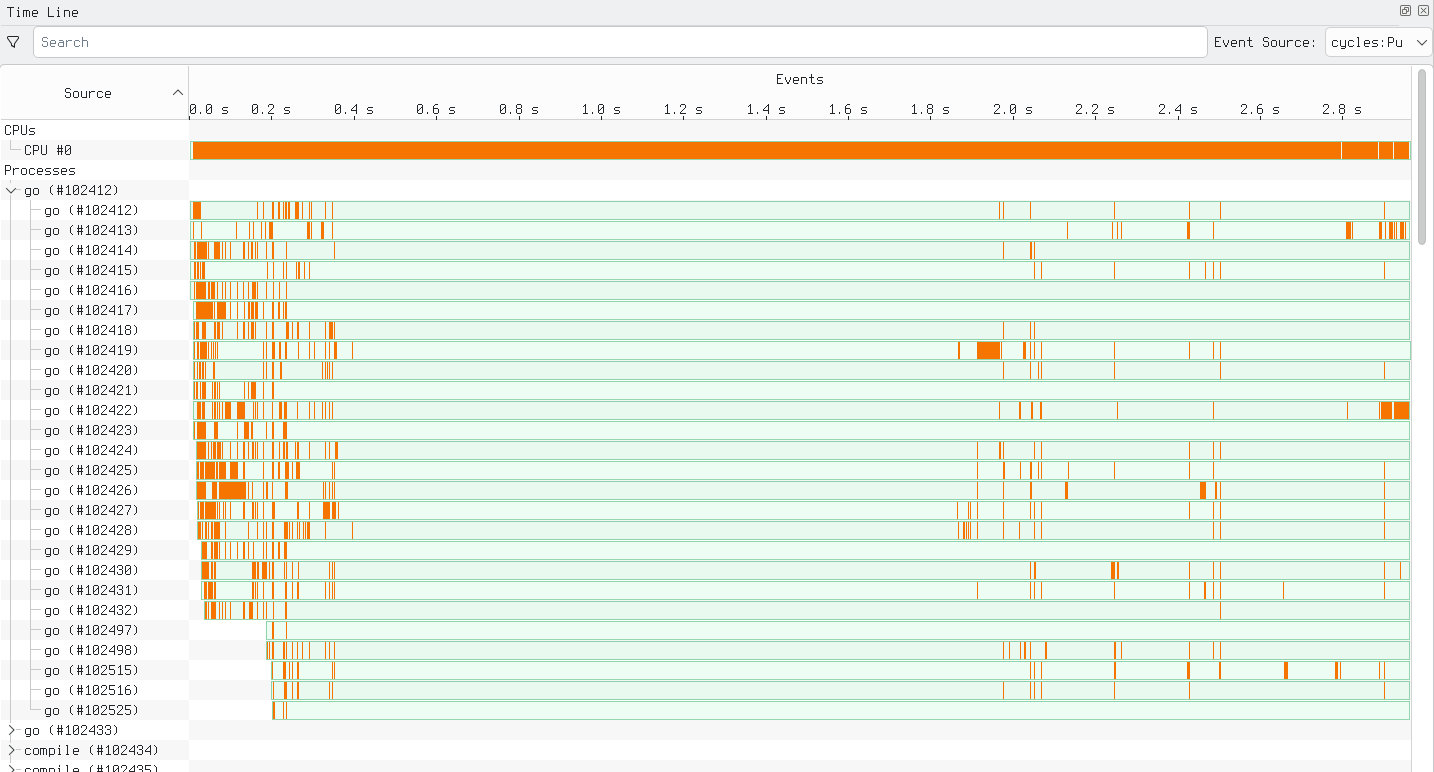 Time Line
Search
Event Source: cycles:Pu
Source
Events
0.0 s 0.2 s 0.4 s 0.6 s 0.8 s 1.0 s 1.2 s 1.4 s 1.6 s 1.8 s 2.0 s 2.2 s 2.4 s 2.6 s 2.8 s
CPUs
CPU #0
Processes
go (#102412)
go (#102412)
go (#102413)
go (#102414)
go (#102415)
go (#102416)
go (#102417)
go (#102418)
go (#102419)
go (#102420)
go (#102421)
go (#102422)
go (#102423)
go (#102424)
go (#102425)
go (#102426)
go (#102427)
go (#102428)
go (#102429)
go (#102430)
go (#102431)
go (#102432)
go (#102497)
go (#102498)
go (#102515)
go (#102516)
go (#102525)
go (#102433)
compile (#102434)
compile (#102435)